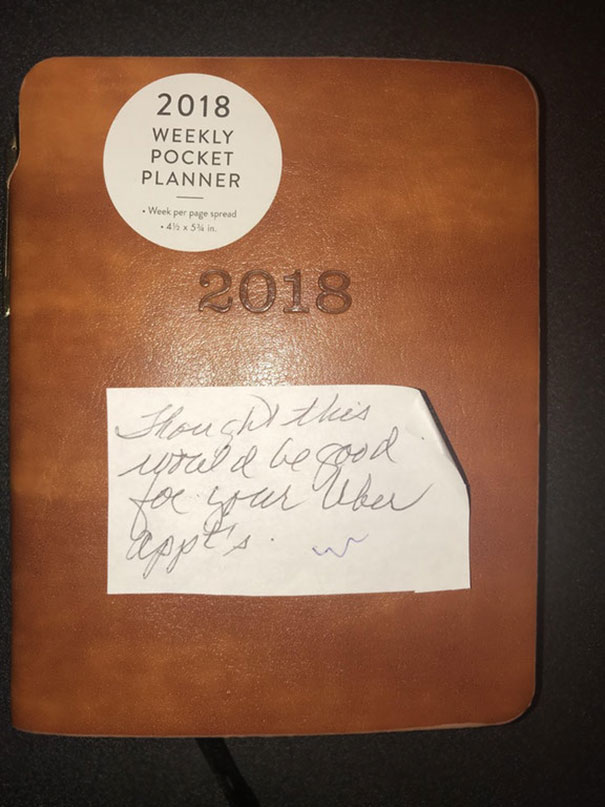 2018
WEEKLY
POCKET
PLANNER
• Week per page spread
• 4½ x 5¾ in.
2018
Thought this
would be good
for your Uber
appt's.